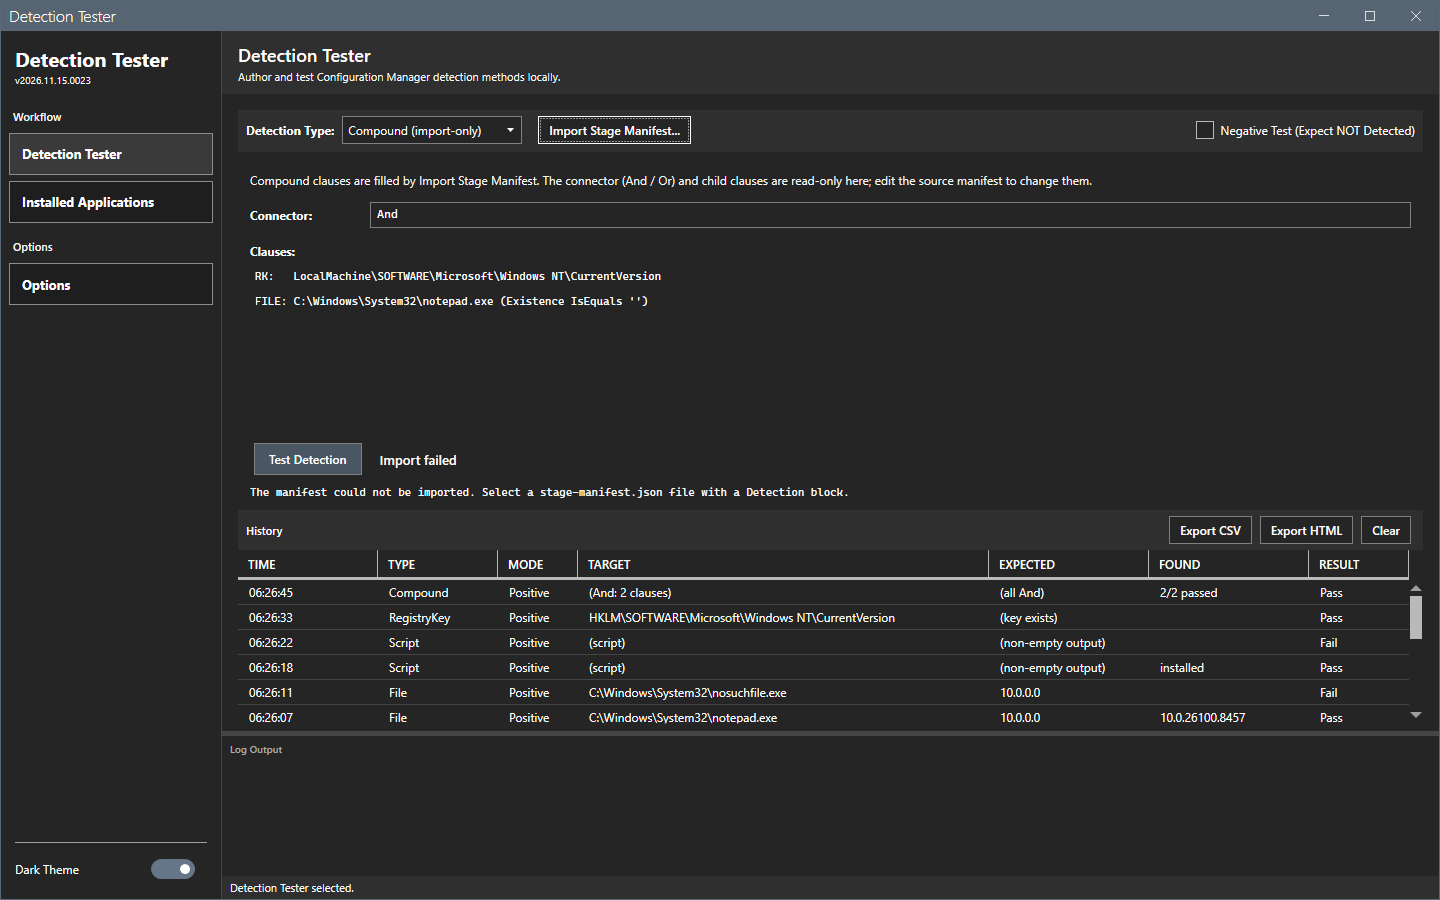 Detection Tester
Detection Tester
v2026.11.15.0023
Workflow
Detection Tester
Installed Applications
Options
Options
Dark Theme
Detection Tester
Author and test Configuration Manager detection methods locally.
Detection Type: Compound (import-only) Import Stage Manifest... Negative Test (Expect NOT Detected)
Compound clauses are filled by Import Stage Manifest. The connector (And / Or) and child clauses are read-only here; edit the source manifest to change them.
Connector: And
Clauses:
RK: LocalMachine\SOFTWARE\Microsoft\Windows NT\CurrentVersion
FILE: C:\Windows\System32\notepad.exe (Existence IsEquals '')
Test Detection Import failed
The manifest could not be imported. Select a stage-manifest.json file with a Detection block.
History Export CSV Export HTML Clear
TIME TYPE MODE TARGET EXPECTED FOUND RESULT
06:26:45 Compound Positive (And: 2 clauses) (all And) 2/2 passed Pass
06:26:33 RegistryKey Positive HKLM\SOFTWARE\Microsoft\Windows NT\CurrentVersion (key exists) Pass
06:26:22 Script Positive (script) (non-empty output) Fail
06:26:18 Script Positive (script) (non-empty output) installed Pass
06:26:11 File Positive C:\Windows\System32\nosuchfile.exe 10.0.0.0 Fail
06:26:07 File Positive C:\Windows\System32\notepad.exe 10.0.0.0 10.0.26100.8457 Pass
Log Output
Detection Tester selected.